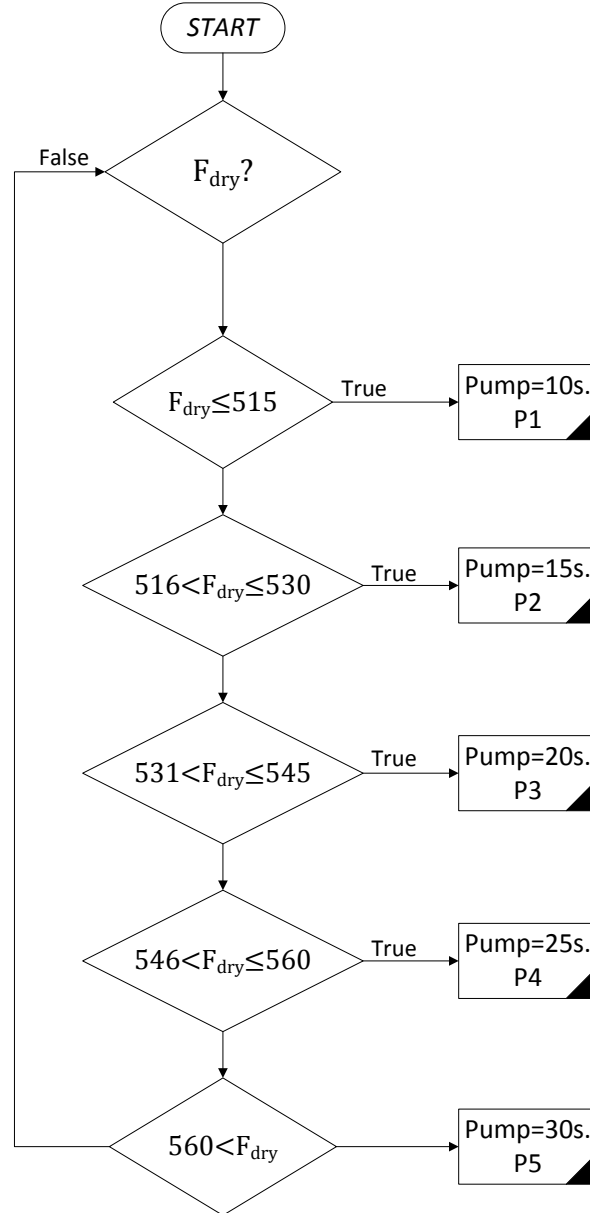 START
False
F_dry?
F_dry≤515
True
Pump=10s.
P1
516<F_dry≤530
True
Pump=15s.
P2
531<F_dry≤545
True
Pump=20s.
P3
546<F_dry≤560
True
Pump=25s.
P4
560<F_dry
Pump=30s.
P5